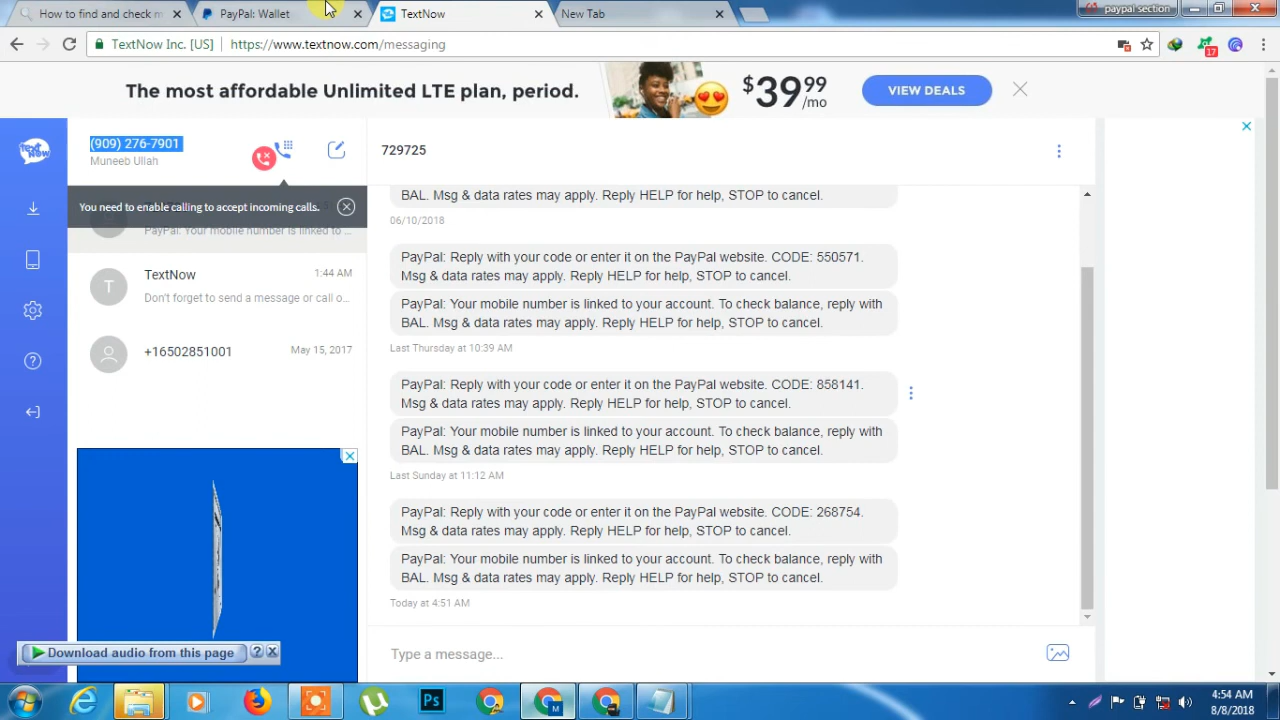 How to find and check m
PayPal: Wallet
TextNow
New Tab
paypal section
TextNow Inc. [US]
https://www.textnow.com/messaging
17
The most affordable Unlimited LTE plan, period.
$39 99 /mo
VIEW DEALS
text Now
(909) 276-7901
Muneeb Ullah
729725
You need to enable calling to accept incoming calls.
PayPal: Your mobile number is linked to ...
T
TextNow
1:44 AM
Don't forget to send a message or call o...
+16502851001
May 15, 2017
BAL. Msg & data rates may apply. Reply HELP for help, STOP to cancel.
06/10/2018
PayPal: Reply with your code or enter it on the PayPal website. CODE: 550571.
Msg & data rates may apply. Reply HELP for help, STOP to cancel.
PayPal: Your mobile number is linked to your account. To check balance, reply with
BAL. Msg & data rates may apply. Reply HELP for help, STOP to cancel.
Last Thursday at 10:39 AM
PayPal: Reply with your code or enter it on the PayPal website. CODE: 858141.
Msg & data rates may apply. Reply HELP for help, STOP to cancel.
PayPal: Your mobile number is linked to your account. To check balance, reply with
BAL. Msg & data rates may apply. Reply HELP for help, STOP to cancel.
Last Sunday at 11:12 AM
PayPal: Reply with your code or enter it on the PayPal website. CODE: 268754.
Msg & data rates may apply. Reply HELP for help, STOP to cancel.
PayPal: Your mobile number is linked to your account. To check balance, reply with
BAL. Msg & data rates may apply. Reply HELP for help, STOP to cancel.
Today at 4:51 AM
Type a message...
Download audio from this page
?
Ps
M
4:54 AM
8/8/2018